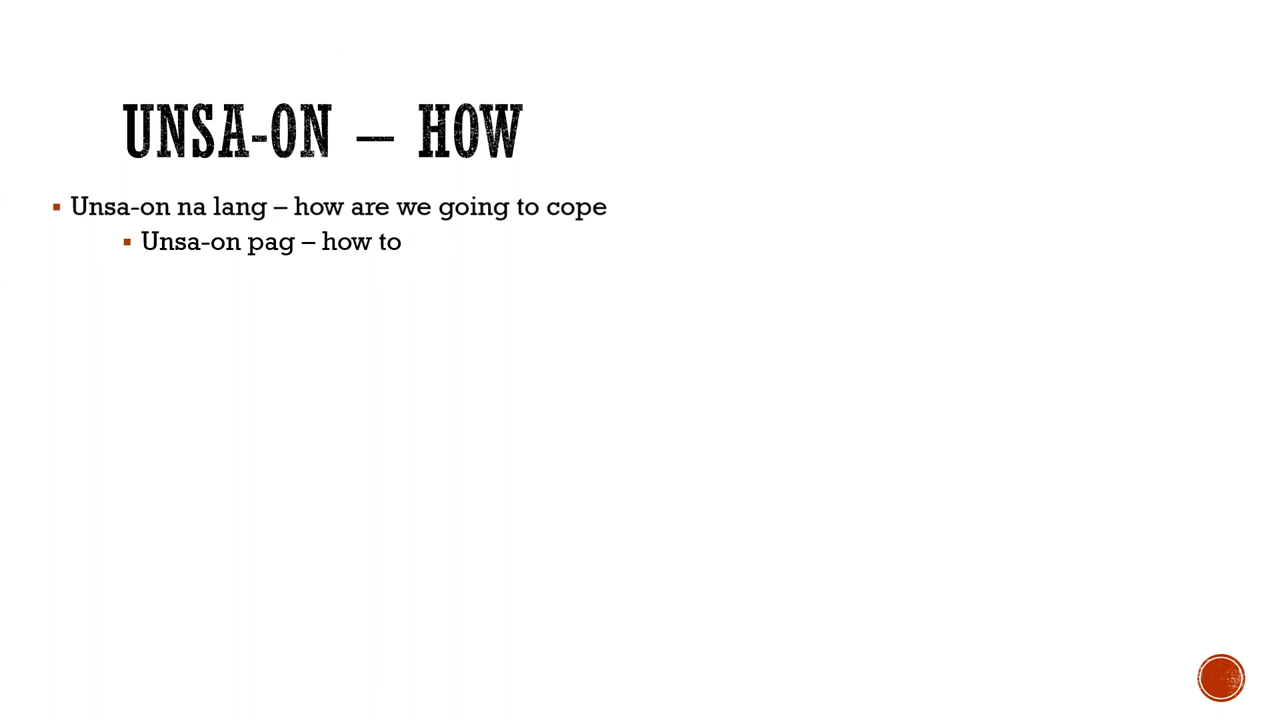 UNSA-ON – HOW
Unsa-on na lang – how are we going to cope
Unsa-on pag – how to